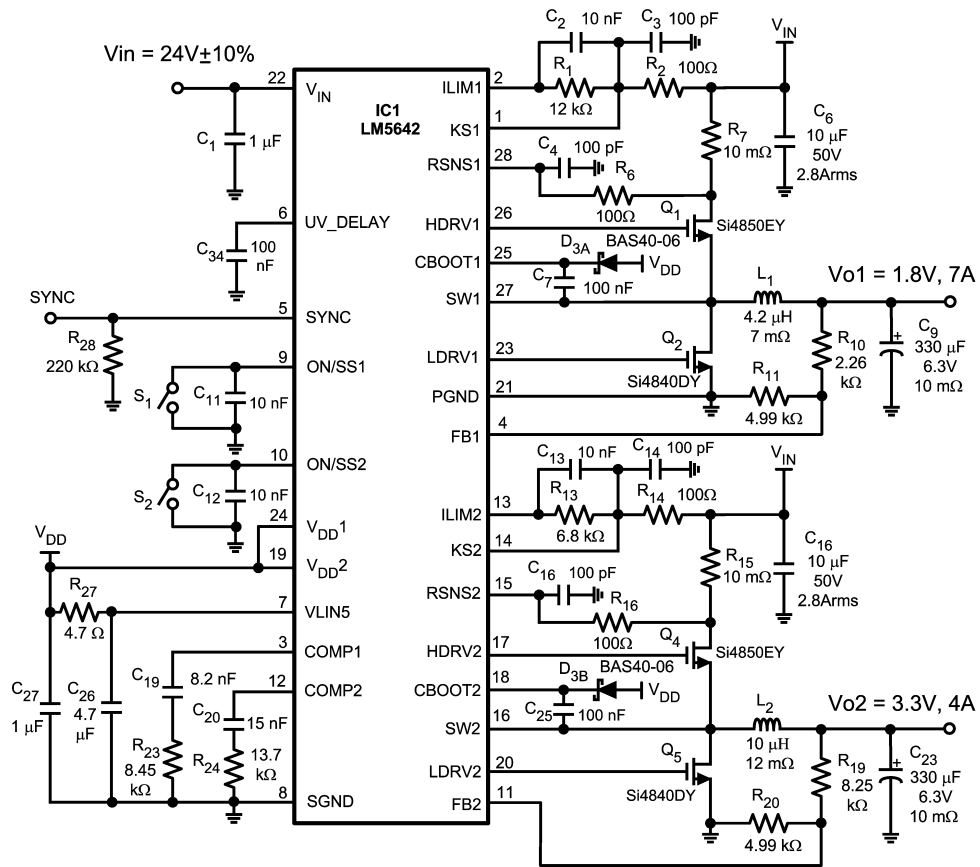 Vin = 24V±10%
22
VIN
C1
1 µF
6
UV_DELAY
C34
100
nF
SYNC
5
SYNC
R28
220 kΩ
9
ON/SS1
S1
C11
10 nF
10
ON/SS2
S2
C12
10 nF
24
VDD1
VDD
19
VDD2
R27
4.7 Ω
7
VLIN5
3
COMP1
C19
8.2 nF
12
COMP2
C27
1 µF
C26
4.7
µF
C20
15 nF
R23
8.45
kΩ
R24
13.7
kΩ
8
SGND
IC1
LM5642
ILIM1
2
KS1
1
RSNS1
28
HDRV1
26
CBOOT1
25
SW1
27
LDRV1
23
PGND
21
FB1
4
ILIM2
13
KS2
14
RSNS2
15
HDRV2
17
CBOOT2
18
SW2
16
LDRV2
20
FB2
11
C2
10 nF
C3
100 pF
R1
12 kΩ
R2
100Ω
VIN
C6
10 µF
50V
2.8Arms
R7
10 mΩ
C4
100 pF
R6
100Ω
Q1
Si4850EY
D3A
BAS40-06
VDD
C7
100 nF
L1
4.2 µH
7 mΩ
Vo1 = 1.8V, 7A
Q2
Si4840DY
R10
2.26
kΩ
C9
+
330 µF
6.3V
10 mΩ
R11
4.99 kΩ
C13
10 nF
C14
100 pF
R13
6.8 kΩ
R14
100Ω
VIN
C16
10 µF
50V
2.8Arms
R15
10 mΩ
C16
100 pF
R16
100Ω
Q4
Si4850EY
D3B
BAS40-06
VDD
C25
100 nF
L2
10 µH
12 mΩ
Vo2 = 3.3V, 4A
Q5
Si4840DY
R19
8.25
kΩ
C23
+
330 µF
6.3V
10 mΩ
R20
4.99 kΩ